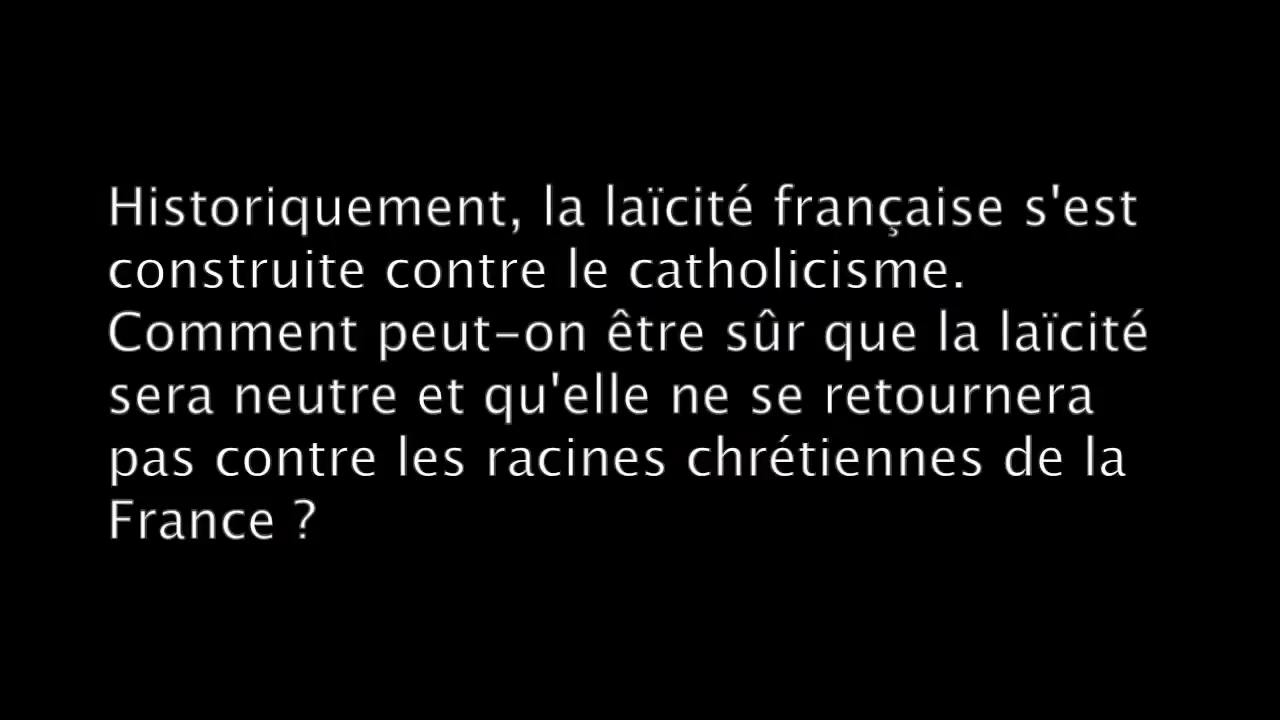 Historiquement, la laïcité française s'est
construite contre le catholicisme.
Comment peut-on être sûr que la laïcité
sera neutre et qu'elle ne se retournera
pas contre les racines chrétiennes de la
France ?